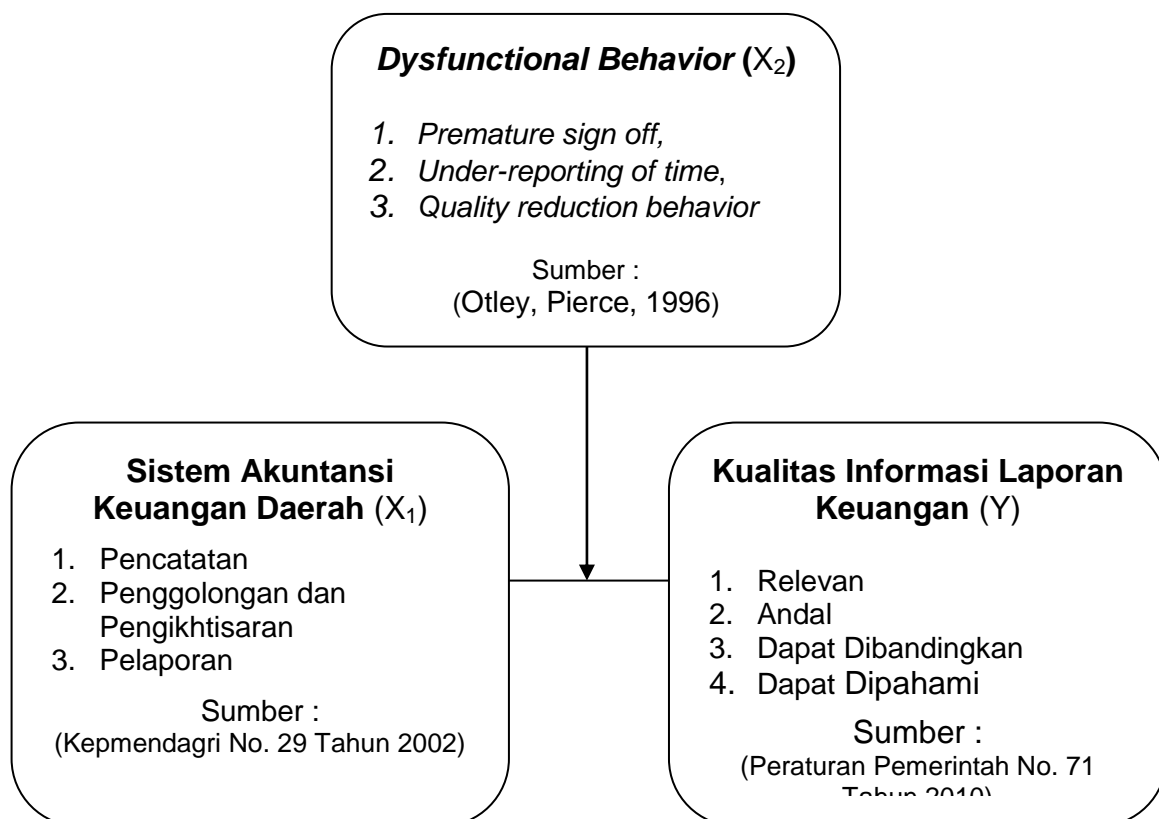 Dysfunctional Behavior (X2)
1. Premature sign off,
2. Under-reporting of time,
3. Quality reduction behavior
Sumber :
(Otley, Pierce, 1996)
Sistem Akuntansi
Keuangan Daerah (X1)
1. Pencatatan
2. Penggolongan dan
Pengikhtisaran
3. Pelaporan
Sumber :
(Kepmendagri No. 29 Tahun 2002)
Kualitas Informasi Laporan
Keuangan (Y)
1. Relevan
2. Andal
3. Dapat Dibandingkan
4. Dapat Dipahami
Sumber :
(Peraturan Pemerintah No. 71
Tahun 2010)